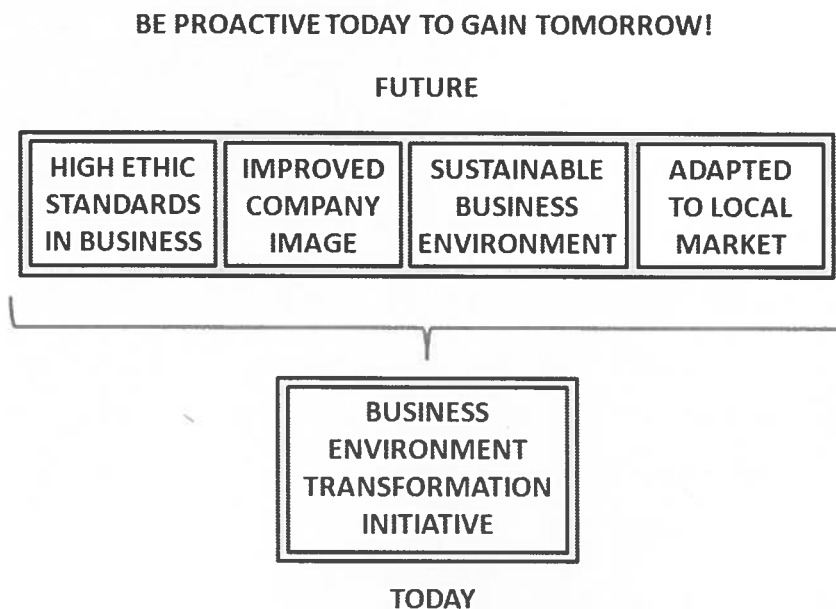 BE PROACTIVE TODAY TO GAIN TOMORROW!
FUTURE
HIGH ETHIC
STANDARDS
IN BUSINESS
IMPROVED
COMPANY
IMAGE
SUSTAINABLE
BUSINESS
ENVIRONMENT
ADAPTED
TO LOCAL
MARKET
BUSINESS
ENVIRONMENT
TRANSFORMATION
INITIATIVE
TODAY